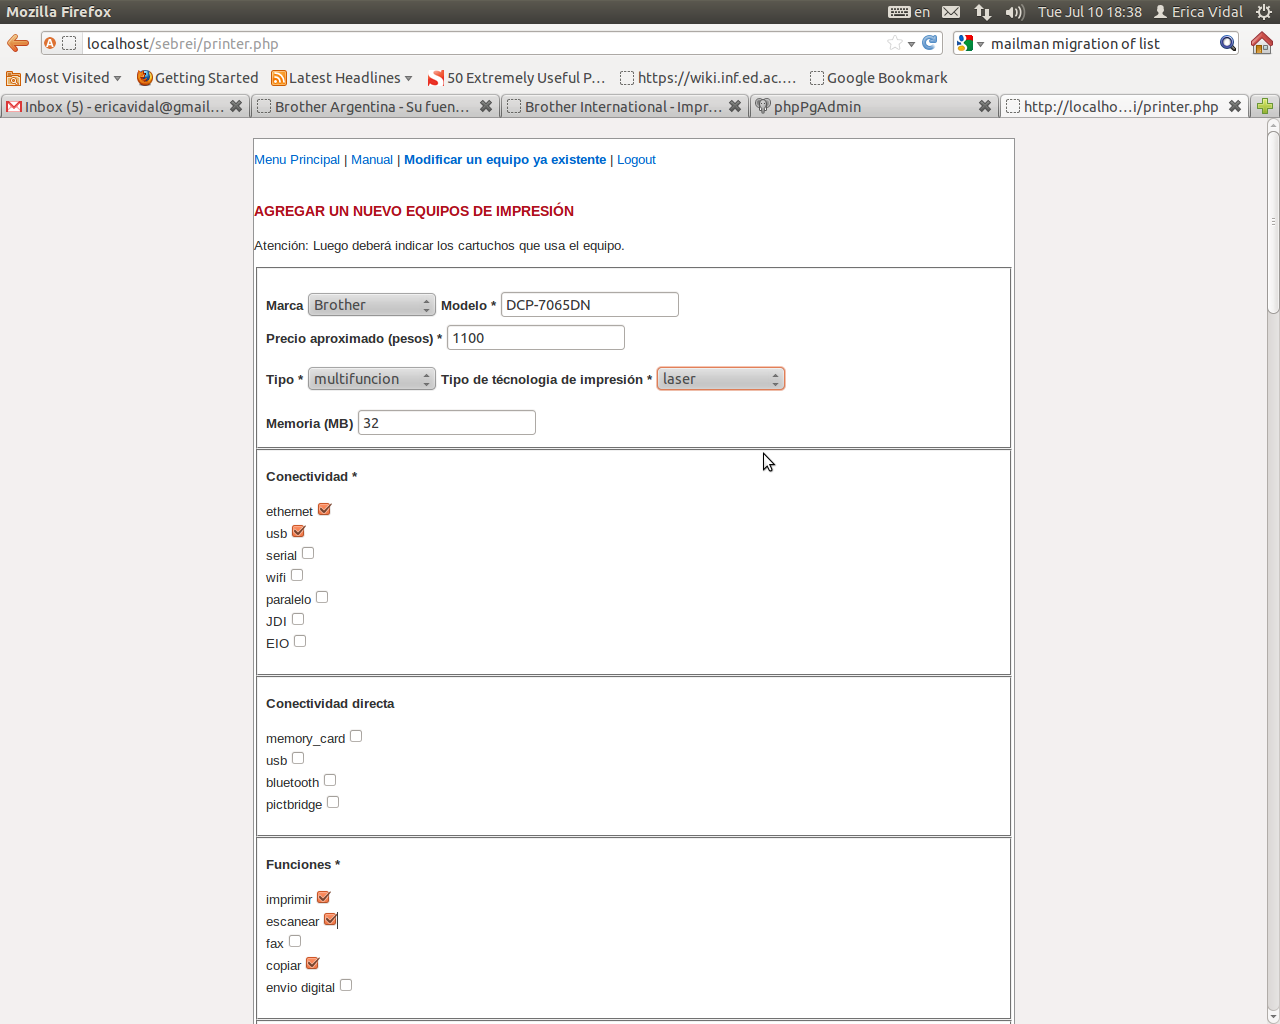 Mozilla Firefox en Tue Jul 10 18:38 Erica Vidal
localhost/sebrei/printer.php mailman migration of list
Most Visited Getting Started Latest Headlines 50 Extremely Useful P… https://wiki.inf.ed.ac.… Google Bookmark
Inbox (5) - ericavidal@gmail… Brother Argentina - Su fuen… Brother International - Impr… phpPgAdmin http://localho…i/printer.php
Menu Principal | Manual | Modificar un equipo ya existente | Logout
AGREGAR UN NUEVO EQUIPOS DE IMPRESIÓN
Atención: Luego deberá indicar los cartuchos que usa el equipo.
Marca Brother Modelo * DCP-7065DN
Precio aproximado (pesos) * 1100
Tipo * multifuncion Tipo de técnologia de impresión * laser
Memoria (MB) 32
Conectividad *
ethernet
usb
serial
wifi
paralelo
JDI
EIO
Conectividad directa
memory_card
usb
bluetooth
pictbridge
Funciones *
imprimir
escanear
fax
copiar
envio digital